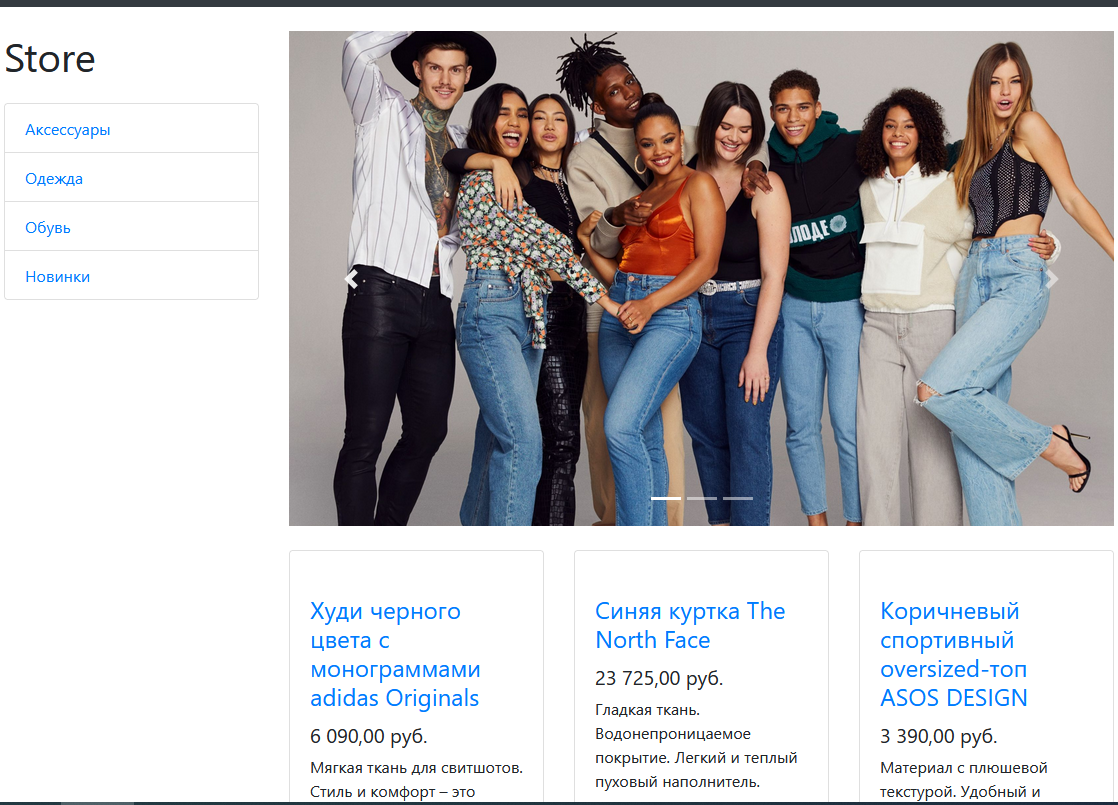 Store
Аксессуары
Одежда
Обувь
Новинки
ЛОДЕ
Худи черного
цвета с
монограммами
adidas Originals
6 090,00 руб.
Мягкая ткань для свитшотов.
Стиль и комфорт – это
Синяя куртка The
North Face
23 725,00 руб.
Гладкая ткань.
Водонепроницаемое
покрытие. Легкий и теплый
пуховый наполнитель.
Коричневый
спортивный
oversized-топ
ASOS DESIGN
3 390,00 руб.
Материал с плюшевой
текстурой. Удобный и